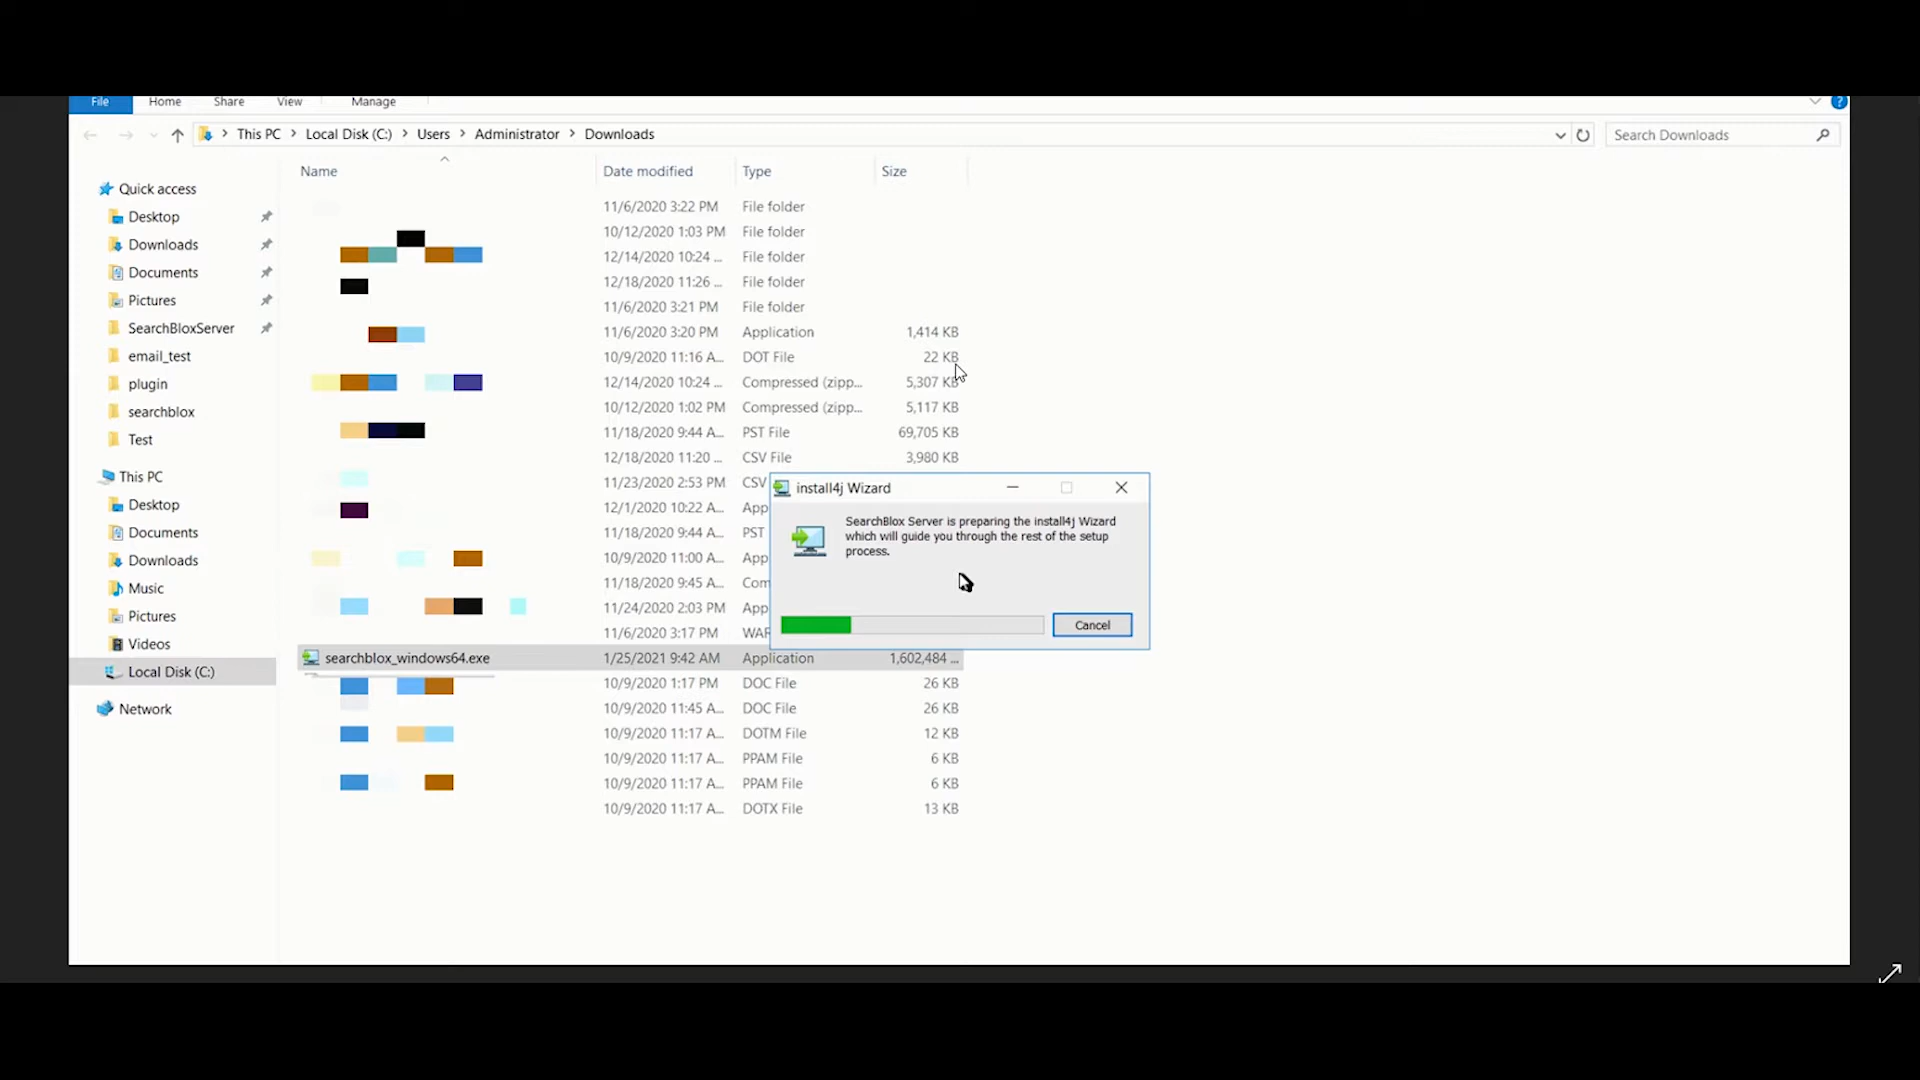 File Home Share View Manage
This PC Local Disk (C:) Users Administrator Downloads Search Downloads
Name Date modified Type Size
Quick access
Desktop
Downloads
Documents
Pictures
SearchBloxServer
email_test
plugin
searchblox
Test
This PC
Desktop
Documents
Downloads
Music
Pictures
Videos
Local Disk (C:)
Network
11/6/2020 3:22 PM File folder
10/12/2020 1:03 PM File folder
12/14/2020 10:24 ... File folder
12/18/2020 11:26 ... File folder
11/6/2020 3:21 PM File folder
11/6/2020 3:20 PM Application 1,414 KB
10/9/2020 11:16 A... DOT File 22 KB
12/14/2020 10:24 ... Compressed (zipp... 5,307 KB
10/12/2020 1:02 PM Compressed (zipp... 5,117 KB
11/18/2020 9:44 A... PST File 69,705 KB
12/18/2020 11:20 ... CSV File 3,980 KB
11/23/2020 2:53 PM CSV
12/1/2020 10:22 A... App
11/18/2020 9:44 A... PST
10/9/2020 11:00 A... App
11/18/2020 9:45 A... Com
11/24/2020 2:03 PM App
11/6/2020 3:17 PM WAR
searchblox_windows64.exe 1/25/2021 9:42 AM Application 1,602,484 ...
10/9/2020 1:17 PM DOC File 26 KB
10/9/2020 11:45 A... DOC File 26 KB
10/9/2020 11:17 A... DOTM File 12 KB
10/9/2020 11:17 A... PPAM File 6 KB
10/9/2020 11:17 A... PPAM File 6 KB
10/9/2020 11:17 A... DOTX File 13 KB
install4j Wizard
SearchBlox Server is preparing the install4j Wizard
which will guide you through the rest of the setup
process.
Cancel